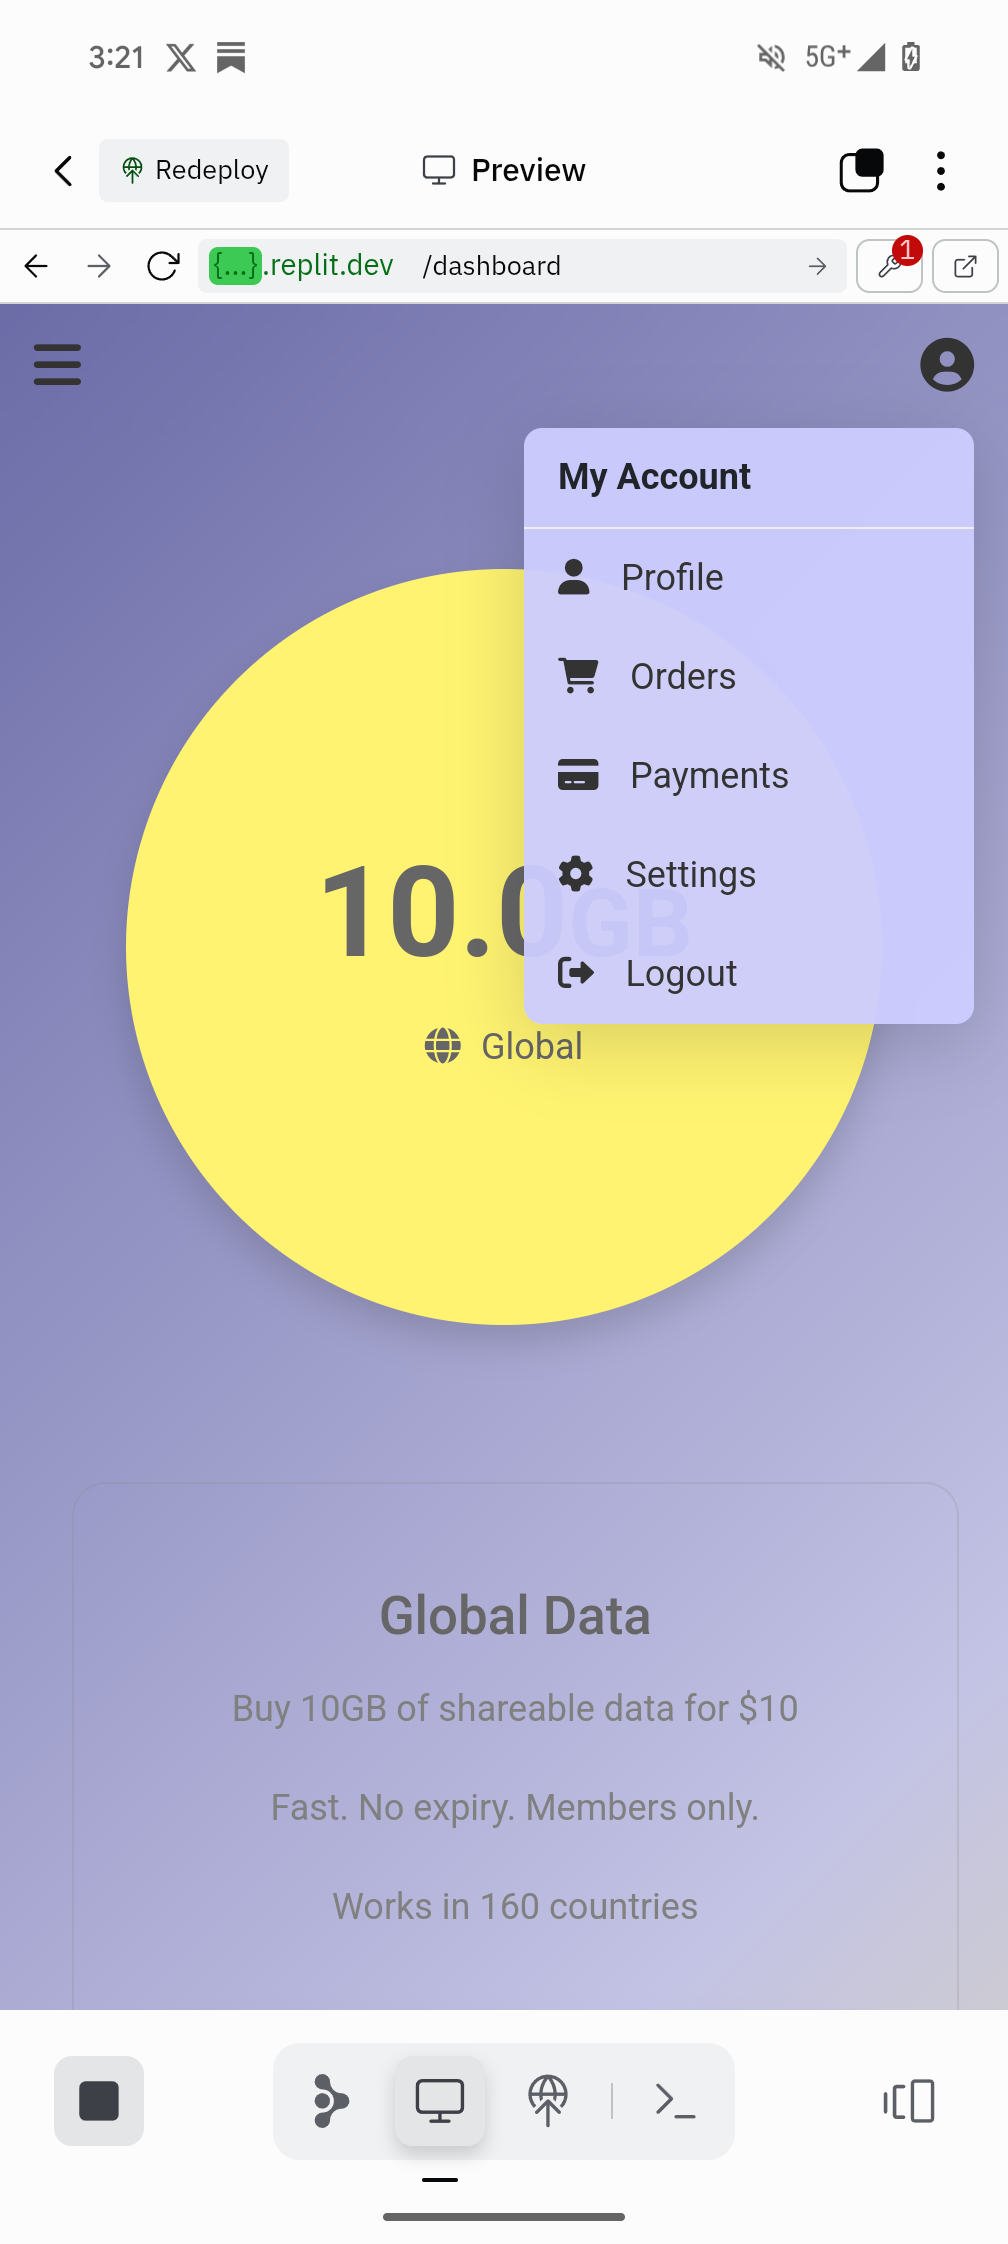 3:21
5G+
Redeploy
Preview
{...}.replit.dev /dashboard
1
My Account
Profile
Orders
Payments
Settings
Logout
10.0GB
Global
Global Data
Buy 10GB of shareable data for $10
Fast. No expiry. Members only.
Works in 160 countries